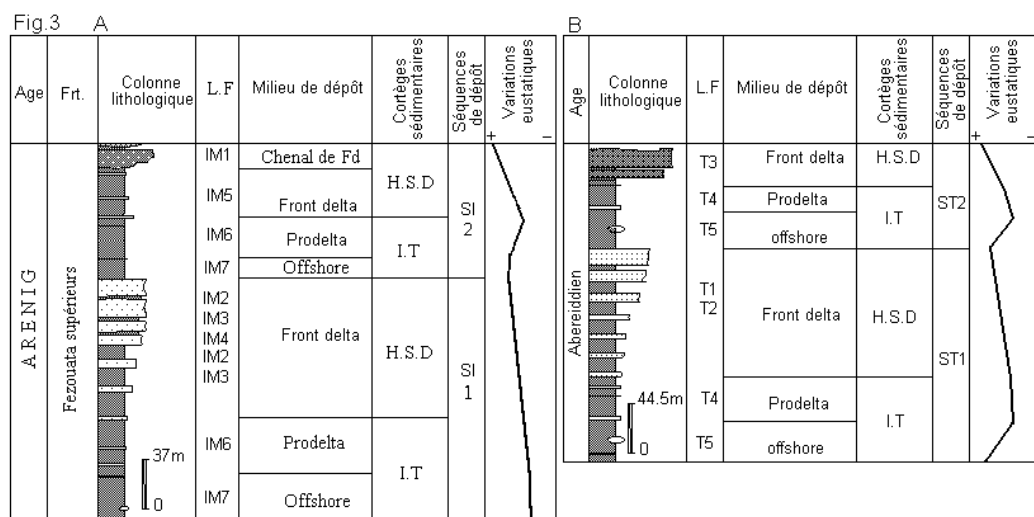 Fig.3 A
Age
Frt.
Colonne
lithologique
L.F
Milieu de dépôt
Cortèges
sédimentaires
Séquences
de dépôt
Variations
eustatiques
+ −
ARENIG
Fezouata supérieurs
IM1
IM5
IM6
IM7
IM2
IM3
IM4
IM2
IM3
IM6
IM7
Chenal de Fd
Front delta
Prodelta
Offshore
Front delta
Prodelta
Offshore
H.S.D
I.T
H.S.D
I.T
SI
2
SI
1
37m
0
B
Age
Colonne
lithologique
L.F
Milieu de dépôt
Cortèges
sédimentaires
Séquences
de dépôt
Variations
eustatiques
+ −
Abereiddien
T3
T4
T5
T1
T2
T4
T5
Front delta
Prodelta
offshore
Front delta
Prodelta
offshore
H.S.D
I.T
H.S.D
I.T
ST2
ST1
44.5m
0